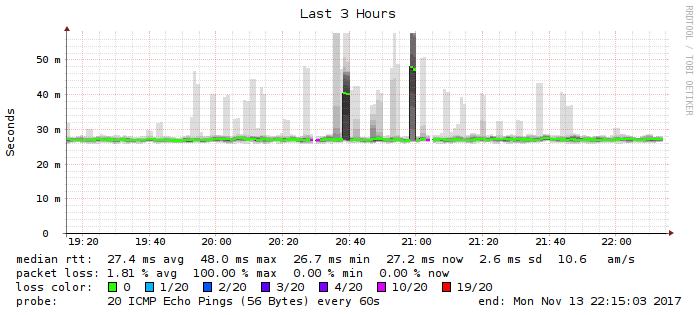 Last 3 Hours
RRDTOOL / TOBI OETIKER
Seconds
50 m
40 m
30 m
20 m
10 m
0
19:20 19:40 20:00 20:20 20:40 21:00 21:20 21:40 22:00
median rtt: 27.4 ms avg 48.0 ms max 26.7 ms min 27.2 ms now 2.6 ms sd 10.6 am/s
packet loss: 1.81 % avg 100.00 % max 0.00 % min 0.00 % now
loss color: 0 1/20 2/20 3/20 4/20 10/20 19/20
probe: 20 ICMP Echo Pings (56 Bytes) every 60s end: Mon Nov 13 22:15:03 2017